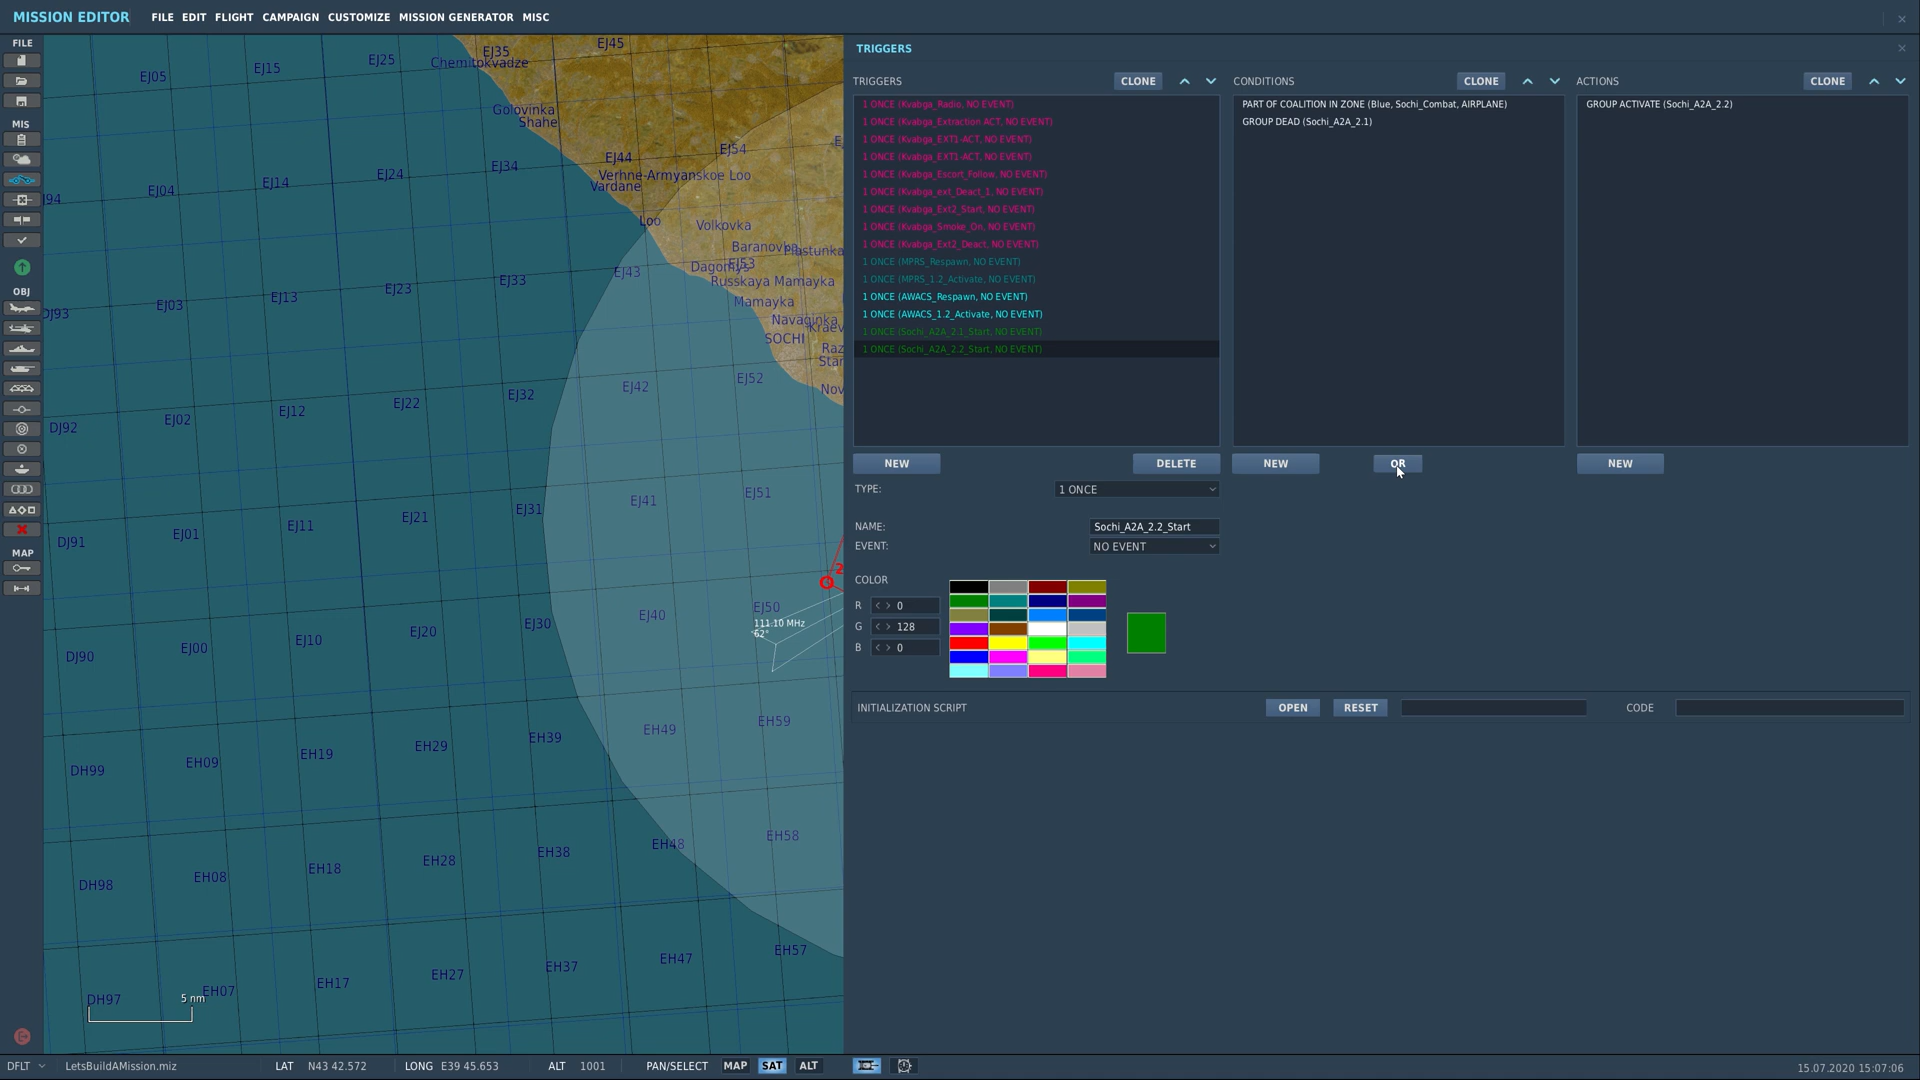 MISSION EDITOR
FILE EDIT FLIGHT CAMPAIGN CUSTOMIZE MISSION GENERATOR MISC
FILE
MIS
OBJ
MAP
EJ05 EJ15 EJ25 EJ35 EJ45
Chemitpkvadze
Golovinka
Shahe
94 EJ04 EJ14 EJ24 EJ34 EJ44 EJ54
Verhne-Armyanskoe Loo
Vardane
Loo
Volkovka
Baranovka
Plastunka
Dagomys
EJ53
Russkaya Mamayka
Mamayka
Navaginka
SOCHI
DJ93 EJ03 EJ13 EJ23 EJ33 EJ43
DJ92 EJ02 EJ12 EJ22 EJ32 EJ42 EJ52
DJ91 EJ01 EJ11 EJ21 EJ31 EJ41 EJ51
DJ90 EJ00 EJ10 EJ20 EJ30 EJ40 EJ50
111.10 MHz
62°
2
DH99 EH09 EH19 EH29 EH39 EH49 EH59
DH98 EH08 EH18 EH28 EH38 EH48 EH58
DH97 EH07 EH17 EH27 EH37 EH47 EH57
5 nm
TRIGGERS
TRIGGERS CLONE
1 ONCE (Kvabga_Radio, NO EVENT)
1 ONCE (Kvabga_Extraction ACT, NO EVENT)
1 ONCE (Kvabga_EXT1-ACT, NO EVENT)
1 ONCE (Kvabga_EXT1-ACT, NO EVENT)
1 ONCE (Kvabga_Escort_Follow, NO EVENT)
1 ONCE (Kvabga_ext_Deact_1, NO EVENT)
1 ONCE (Kvabga_Ext2_Start, NO EVENT)
1 ONCE (Kvabga_Smoke_On, NO EVENT)
1 ONCE (Kvabga_Ext2_Deact, NO EVENT)
1 ONCE (MPRS_Respawn, NO EVENT)
1 ONCE (MPRS_1.2_Activate, NO EVENT)
1 ONCE (AWACS_Respawn, NO EVENT)
1 ONCE (AWACS_1.2_Activate, NO EVENT)
1 ONCE (Sochi_A2A_2.1_Start, NO EVENT)
1 ONCE (Sochi_A2A_2.2_Start, NO EVENT)
NEW DELETE
CONDITIONS CLONE
PART OF COALITION IN ZONE (Blue, Sochi_Combat, AIRPLANE)
GROUP DEAD (Sochi_A2A_2.1)
NEW OR
ACTIONS CLONE
GROUP ACTIVATE (Sochi_A2A_2.2)
NEW
TYPE: 1 ONCE
NAME: Sochi_A2A_2.2_Start
EVENT: NO EVENT
COLOR
R 0
G 128
B 0
INITIALIZATION SCRIPT OPEN RESET CODE
DFLT LetsBuildAMission.miz LAT N43 42.572 LONG E39 45.653 ALT 1001 PAN/SELECT MAP SAT ALT 15.07.2020 15:07:06